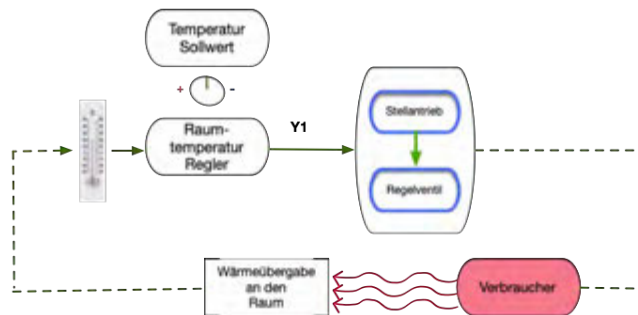 Temperatur
Sollwert
+ -
Raum-
temperatur
Regler
Y1
Stellantrieb
Regelventil
Wärmeübergabe
an den
Raum
Verbraucher